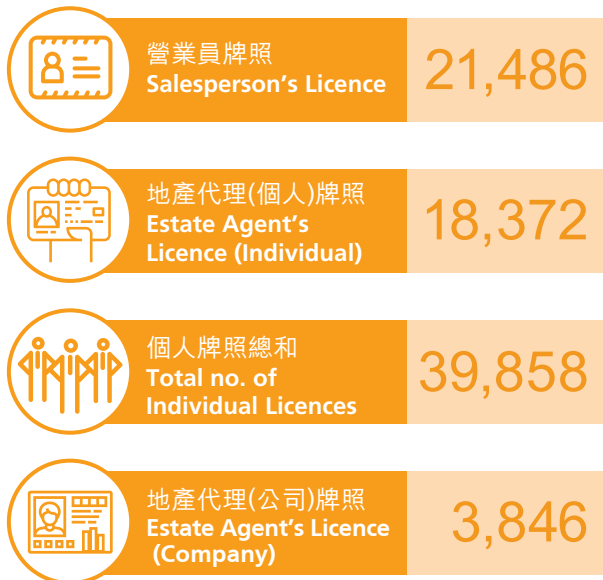 營業員牌照
Salesperson's Licence
21,486
地產代理(個人)牌照
Estate Agent's
Licence (Individual)
18,372
個人牌照總和
Total no. of
Individual Licences
39,858
地產代理(公司)牌照
Estate Agent's Licence
(Company)
3,846